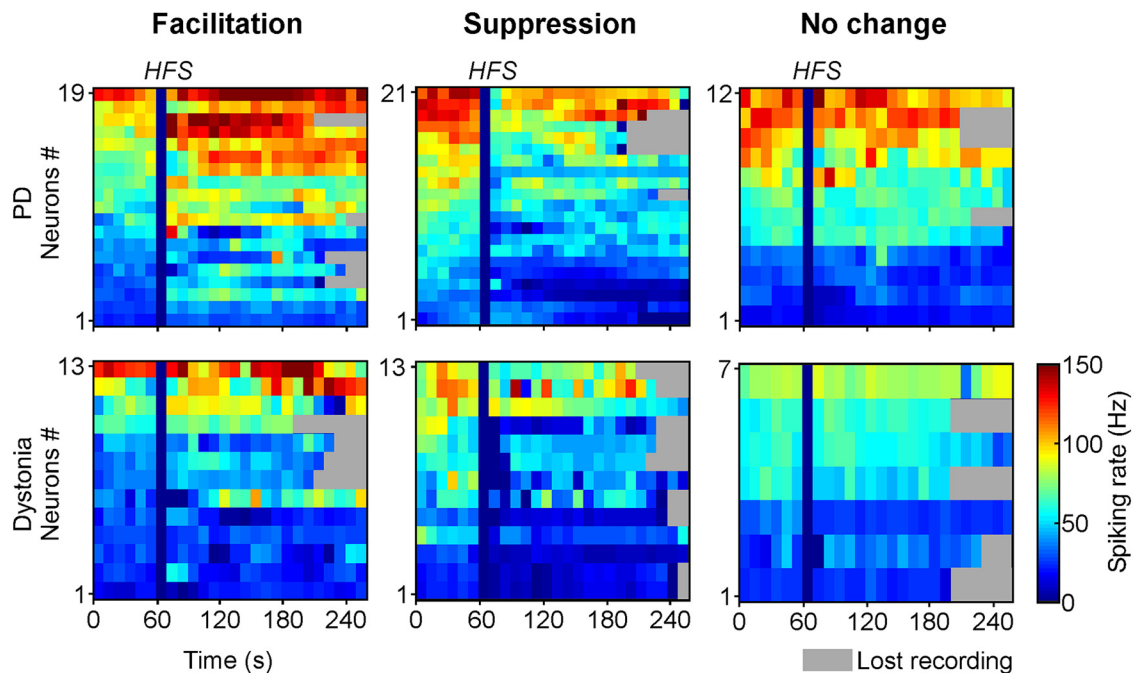 Facilitation Suppression No change
HFS HFS HFS
19 21 12
PD
Neurons #
1 1 1
13 13 7
Dystonia
Neurons #
1 1 1
0 60 120 180 240 0 60 120 180 240 0 60 120 180 240
Time (s)
150
100
50
0
Spiking rate (Hz)
Lost recording